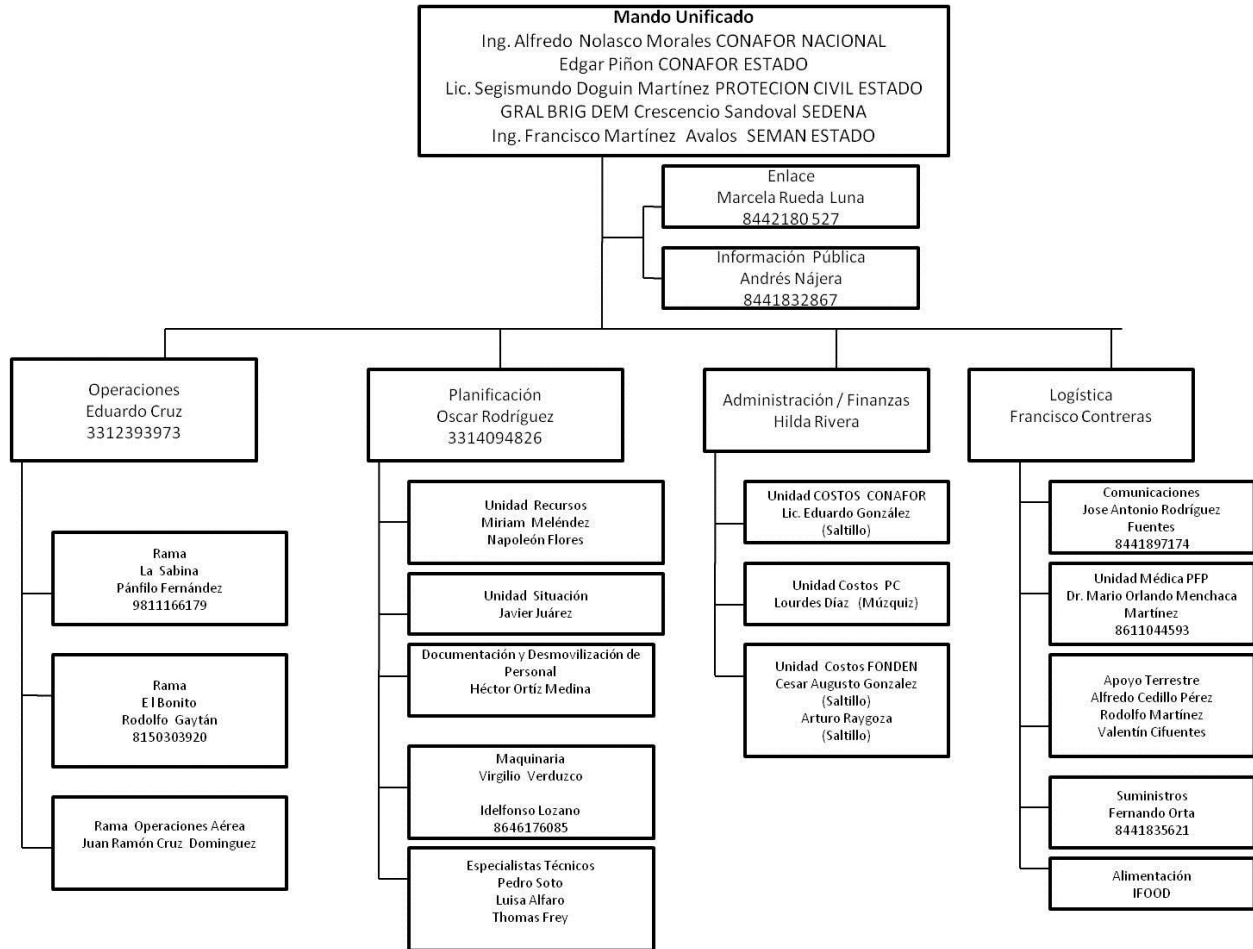 Mando Unificado
Ing. Alfredo Nolasco Morales CONAFOR NACIONAL
Edgar Piñon CONAFOR ESTADO
Lic. Segismundo Doguin Martínez PROTECION CIVIL ESTADO
GRAL BRIG DEM Crescencio Sandoval SEDENA
Ing. Francisco Martínez Avalos SEMAN ESTADO
Enlace
Marcela Rueda Luna
8442180 527
Información Pública
Andrés Nájera
8441832867
Operaciones
Eduardo Cruz
3312393973
Rama
La Sabina
Pánfilo Fernández
9811166179
Rama
El Bonito
Rodolfo Gaytán
8150303920
Rama Operaciones Aérea
Juan Ramón Cruz Dominguez
Planificación
Oscar Rodríguez
3314094826
Unidad Recursos
Miriam Meléndez
Napoleón Flores
Unidad Situación
Javier Juárez
Documentación y Desmovilización de
Personal
Héctor Ortíz Medina
Maquinaria
Virgilio Verduzco
Idelfonso Lozano
8646176085
Especialistas Técnicos
Pedro Soto
Luisa Alfaro
Thomas Frey
Administración / Finanzas
Hilda Rivera
Unidad COSTOS CONAFOR
Lic. Eduardo González
(Saltillo)
Unidad Costos PC
Lourdes Díaz (Múzquiz)
Unidad Costos FONDEN
Cesar Augusto Gonzalez
(Saltillo)
Arturo Raygoza
(Saltillo)
Logística
Francisco Contreras
Comunicaciones
Jose Antonio Rodríguez
Fuentes
8441897174
Unidad Médica PFP
Dr. Mario Orlando Menchaca
Martínez
8611044593
Apoyo Terrestre
Alfredo Cedillo Pérez
Rodolfo Martínez
Valentín Cifuentes
Suministros
Fernando Orta
8441835621
Alimentación
IFOOD